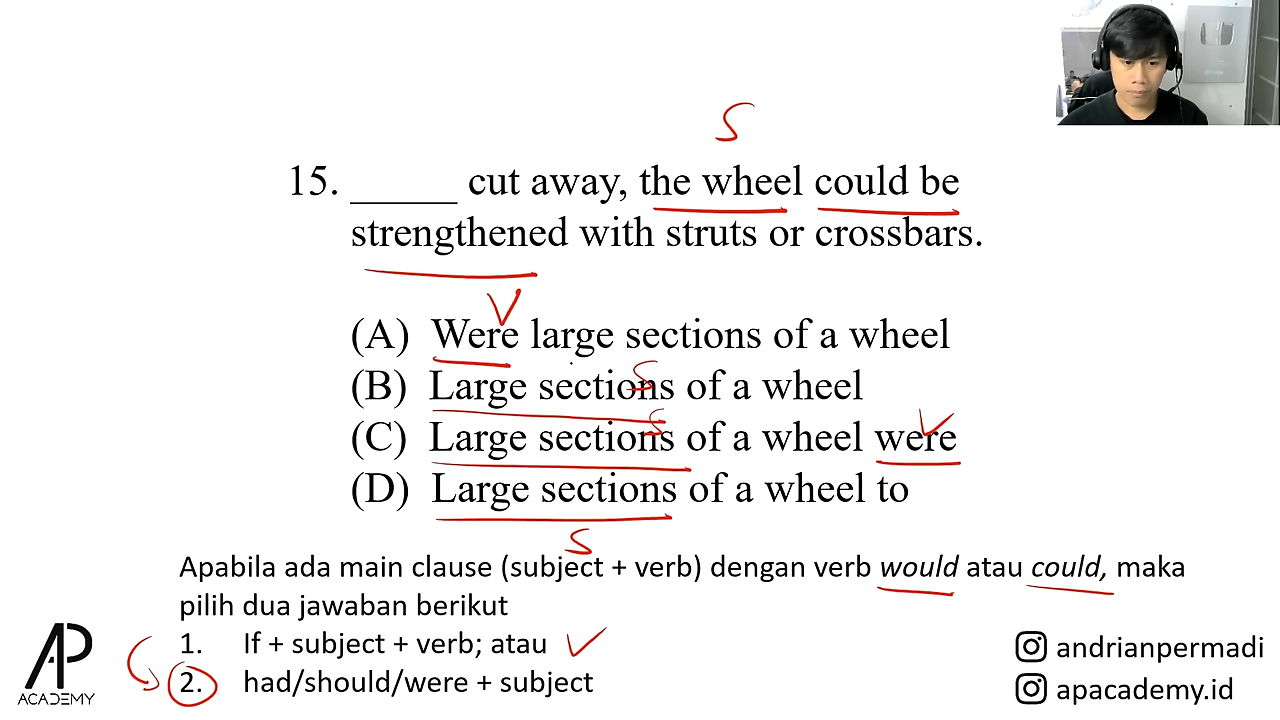 S
15. _____ cut away, the wheel could be
strengthened with struts or crossbars.
V
(A) Were large sections of a wheel
S
(B) Large sections of a wheel
S
(C) Large sections of a wheel were
(D) Large sections of a wheel to
S
Apabila ada main clause (subject + verb) dengan verb would atau could, maka
pilih dua jawaban berikut
1. If + subject + verb; atau
2. had/should/were + subject
AP
ACADEMY
andrianpermadi
apacademy.id